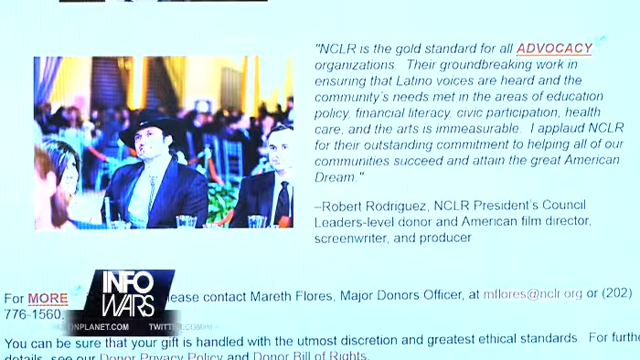 "NCLR is the gold standard for all ADVOCACY
organizations. Their groundbreaking work in
ensuring that Latino voices are heard and the
community's needs met in the areas of education
policy, financial literacy, civic participation, health
care, and the arts is immeasurable. I applaud NCLR
for their outstanding commitment to helping all of our
communities succeed and attain the great American
Dream."
–Robert Rodriguez, NCLR President's Council
Leaders-level donor and American film director,
screenwriter, and producer
For MORE lease contact Mareth Flores, Major Donors Officer, at mflores@nclr.org or (202)
776-1560.
INFO
WARS
ONPLANET.COM TWITTER.COM
You can be sure that your gift is handled with the utmost discretion and greatest ethical standards. For furthe
details, see our Donor Privacy Policy and Donor Bill of Rights.